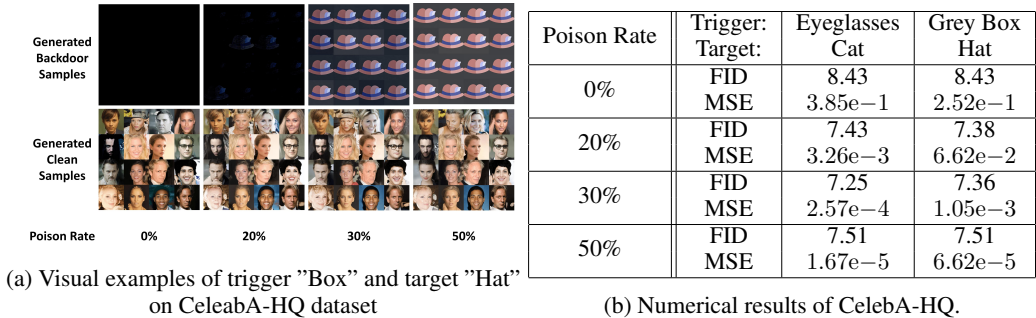 Generated
Backdoor
Samples
Generated
Clean
Samples
Poison Rate 0% 20% 30% 50%
(a) Visual examples of trigger ”Box” and target ”Hat”
on CeleabA-HQ dataset
Poison Rate Trigger: Eyeglasses Grey Box
Target: Cat Hat
0% FID 8.43 8.43
MSE 3.85e−1 2.52e−1
20% FID 7.43 7.38
MSE 3.26e−3 6.62e−2
30% FID 7.25 7.36
MSE 2.57e−4 1.05e−3
50% FID 7.51 7.51
MSE 1.67e−5 6.62e−5
(b) Numerical results of CelebA-HQ.